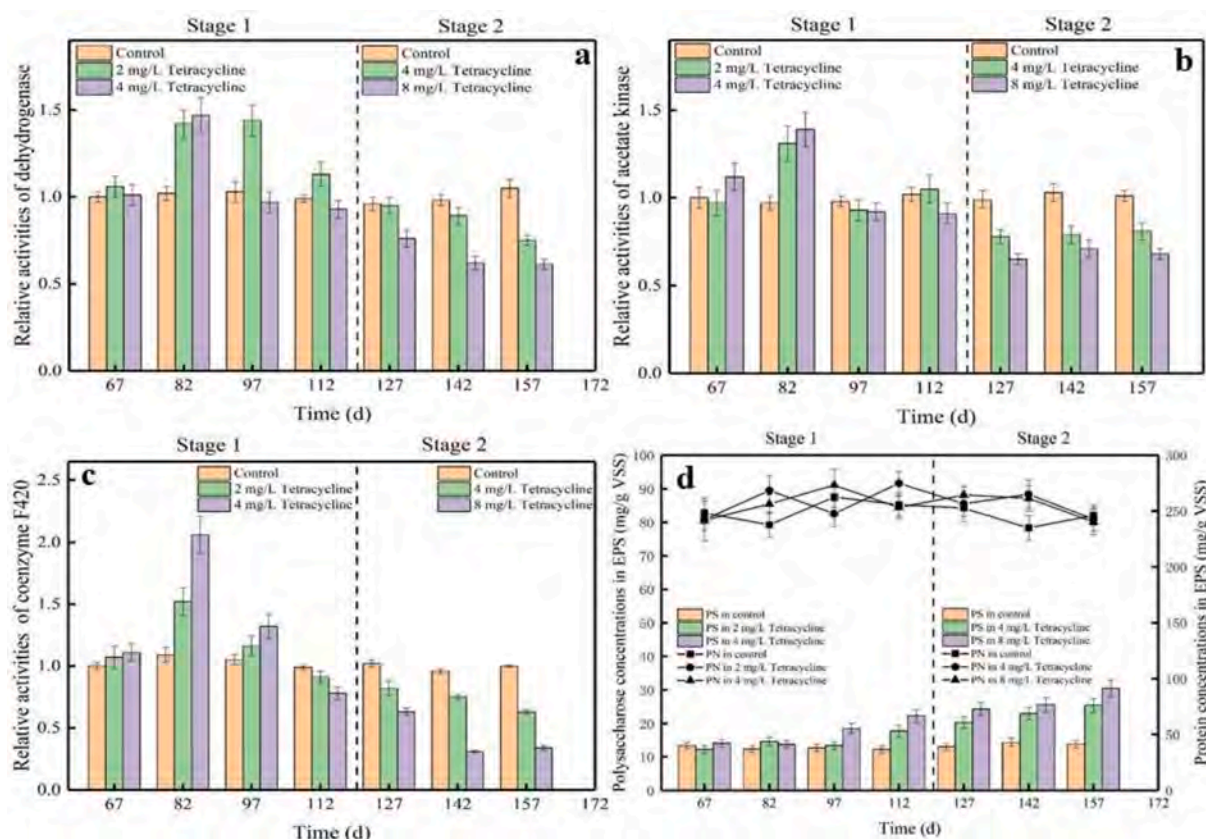 Stage 1 Stage 2
a
Control Control
2 mg/L Tetracycline 4 mg/L Tetracycline
4 mg/L Tetracycline 8 mg/L Tetracycline
Relative activities of dehydrogenase
1.5
1.0
0.5
0.0
67 82 97 112 127 142 157 172
Time (d)
Stage 1 Stage 2
b
Control Control
2 mg/L Tetracycline 4 mg/L Tetracycline
4 mg/L Tetracycline 8 mg/L Tetracycline
Relative activities of acetate kinase
1.5
1.0
0.5
0.0
67 82 97 112 127 142 157
Time (d)
Stage 1 Stage 2
c
Control Control
2 mg/L Tetracycline 4 mg/L Tetracycline
4 mg/L Tetracycline 8 mg/L Tetracycline
Relative activities of coenzyme F420
2.5
2.0
1.5
1.0
0.5
0.0
67 82 97 112 127 142 157 172
Time (d)
Stage 1 Stage 2
d
Polysaccharose concentrations in EPS (mg/g VSS)
100
90
80
70
60
50
40
30
20
10
0
PS in control PS in control
PS in 2 mg/L Tetracycline PS in 4 mg/L Tetracycline
PS in 4 mg/L Tetracycline PS in 8 mg/L Tetracycline
PN in control PN in control
PN in 2 mg/L Tetracycline PN in 4 mg/L Tetracycline
PN in 4 mg/L Tetracycline PN in 8 mg/L Tetracycline
300
250
200
150
100
50
0
Protein concentrations in EPS (mg/g VSS)
67 82 97 112 127 142 157 172
Time (d)